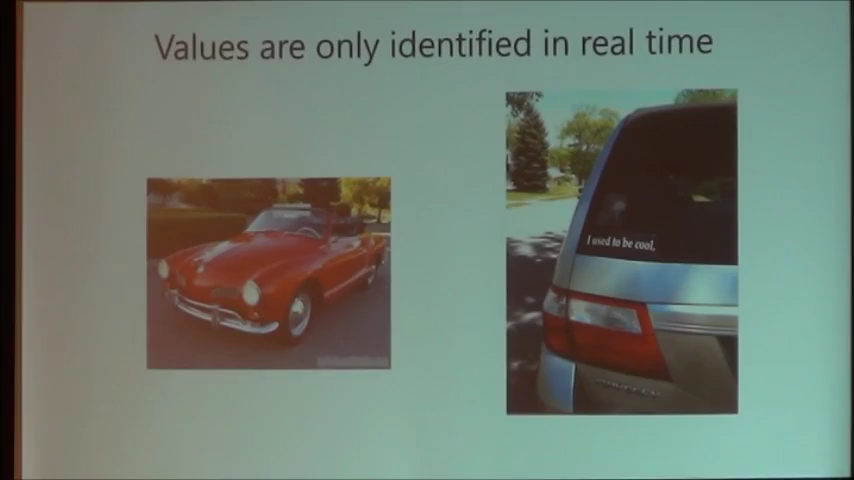 Values are only identified in real time
I used to be cool.